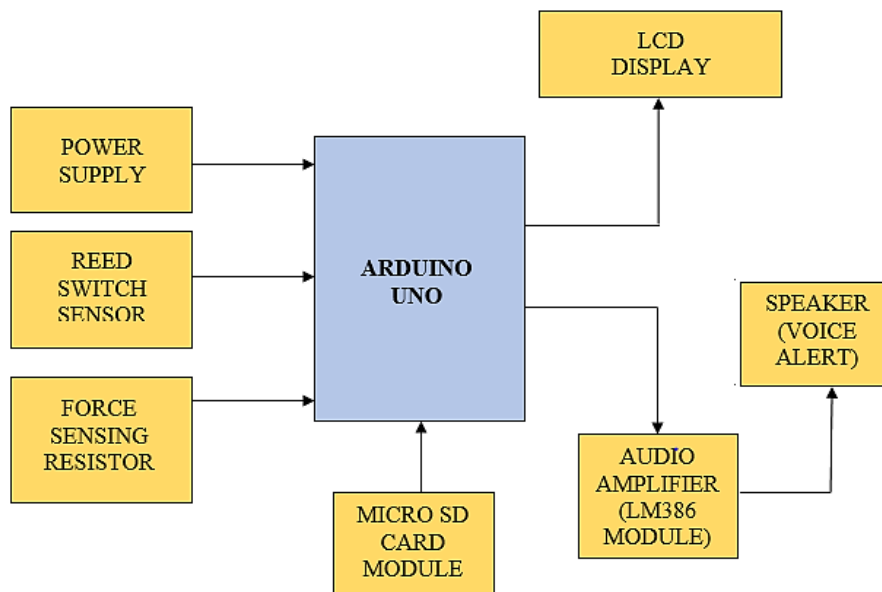 LCD
DISPLAY
POWER
SUPPLY
REED
SWITCH
SENSOR
ARDUINO
UNO
SPEAKER
(VOICE
ALERT)
FORCE
SENSING
RESISTOR
AUDIO
AMPLIFIER
(LM386
MODULE)
MICRO SD
CARD
MODULE